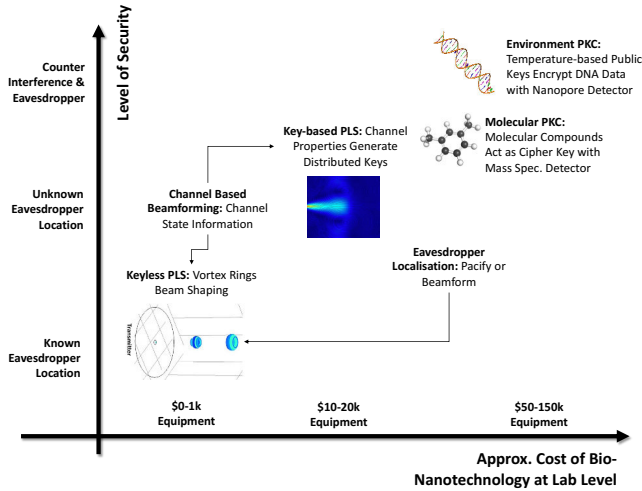 Level of Security
Counter
Interference &
Eavesdropper
Unknown
Eavesdropper
Location
Known
Eavesdropper
Location
Environment PKC:
Temperature-based Public
Keys Encrypt DNA Data
with Nanopore Detector
Molecular PKC:
Molecular Compounds
Act as Cipher Key with
Mass Spec. Detector
Key-based PLS: Channel
Properties Generate
Distributed Keys
Channel Based
Beamforming: Channel
State Information
Keyless PLS: Vortex Rings
Beam Shaping
Eavesdropper
Localisation: Pacify or
Beamform
Transmitter
$0-1k
Equipment
$10-20k
Equipment
$50-150k
Equipment
Approx. Cost of Bio-
Nanotechnology at Lab Level